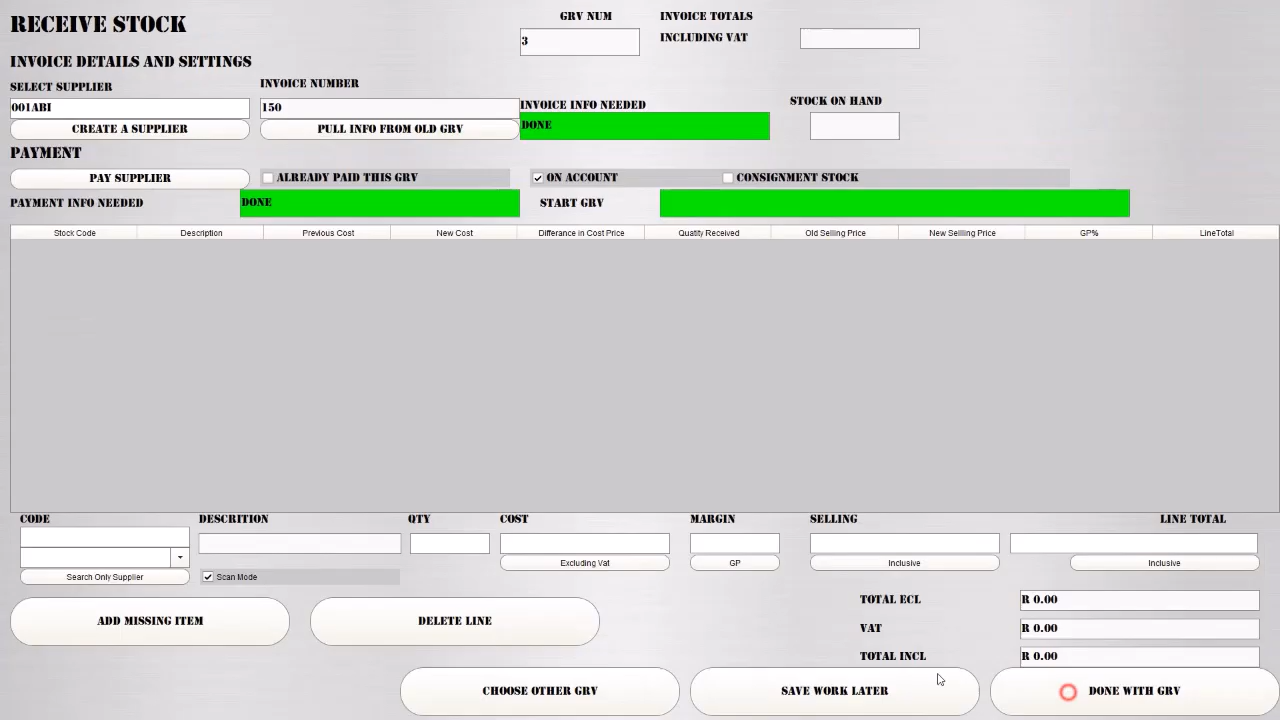 RECEIVE STOCK
GRV NUM
INVOICE TOTALS
3
INCLUDING VAT
INVOICE DETAILS AND SETTINGS
SELECT SUPPLIER
INVOICE NUMBER
001ABI
150
INVOICE INFO NEEDED
STOCK ON HAND
CREATE A SUPPLIER
PULL INFO FROM OLD GRV
DONE
PAYMENT
PAY SUPPLIER
ALREADY PAID THIS GRV
ON ACCOUNT
CONSIGNMENT STOCK
PAYMENT INFO NEEDED
DONE
START GRV
Stock Code
Description
Previous Cost
New Cost
Differance in Cost Price
Quatity Received
Old Selling Price
New Sellling Price
GP%
LineTotal
CODE
DESCRITION
QTY
COST
MARGIN
SELLING
LINE TOTAL
Excluding Vat
GP
Inclusive
Inclusive
Search Only Supplier
Scan Mode
TOTAL ECL
R 0.00
ADD MISSING ITEM
DELETE LINE
VAT
R 0.00
TOTAL INCL
R 0.00
CHOOSE OTHER GRV
SAVE WORK LATER
DONE WITH GRV